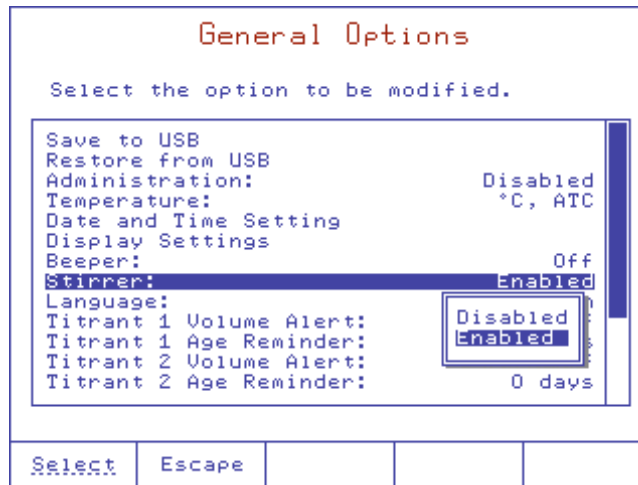 General Options
Select the option to be modified.
Save to USB
Restore from USB
Administration: Disabled
Temperature: °C, ATC
Date and Time Setting
Display Settings
Beeper: Off
Stirrer: Enabled
Language:
Disabled
Enabled
Titrant 1 Volume Alert:
Titrant 1 Age Reminder:
Titrant 2 Volume Alert:
Titrant 2 Age Reminder: 0 days
Select Escape